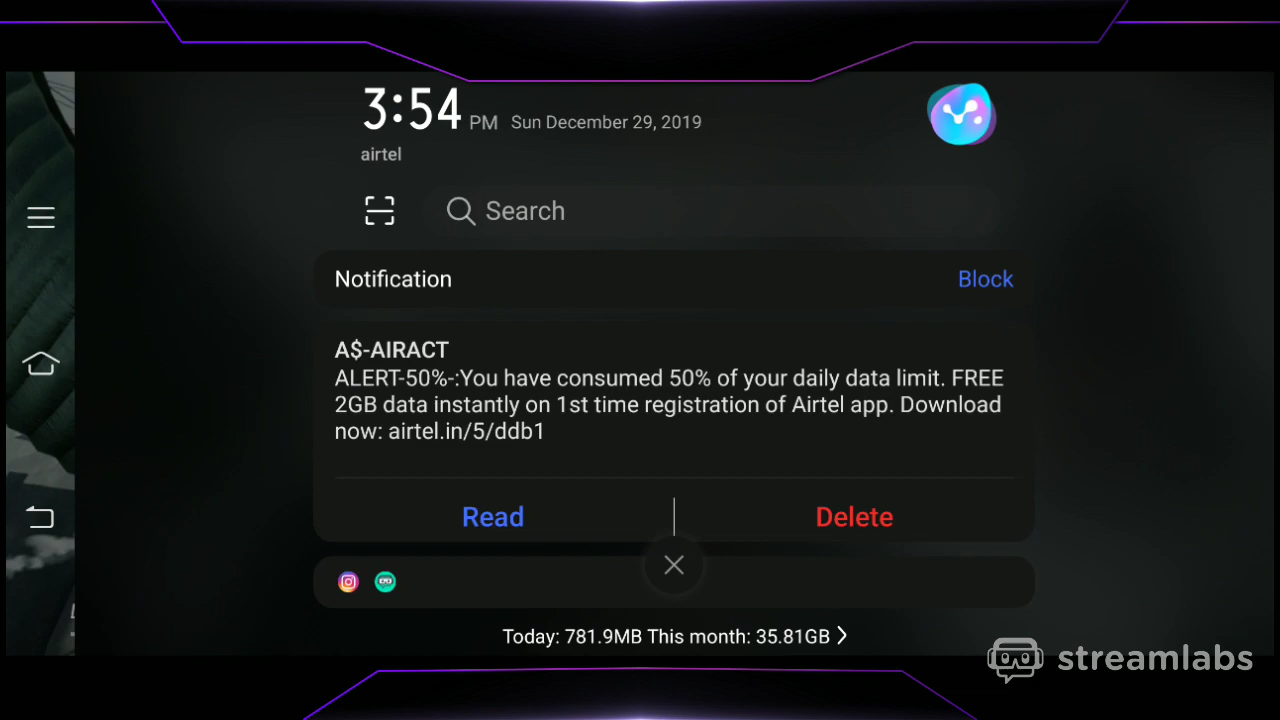 3:54 PM Sun December 29, 2019
airtel
Search
Notification Block
A$-AIRACT
ALERT-50%-:You have consumed 50% of your daily data limit. FREE
2GB data instantly on 1st time registration of Airtel app. Download
now: airtel.in/5/ddb1
Read Delete
Today: 781.9MB This month: 35.81GB
streamlabs